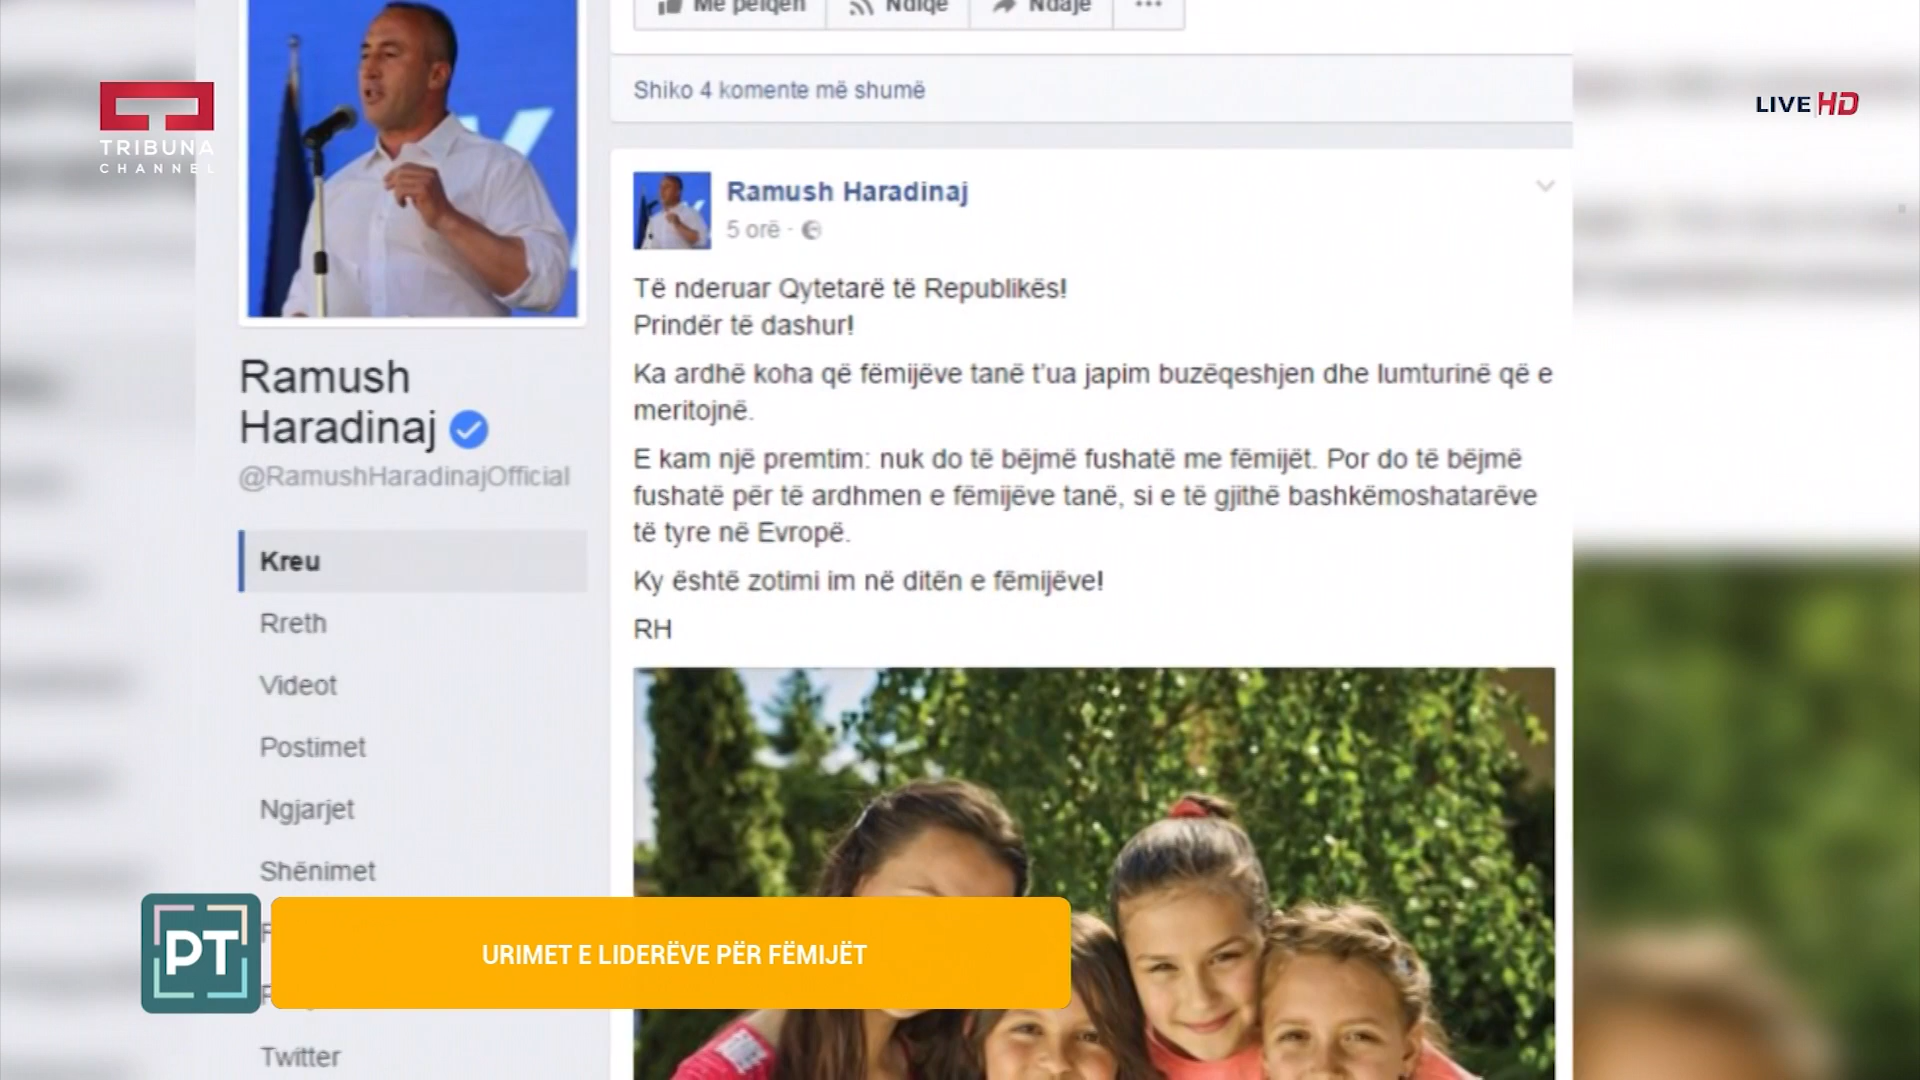 Më pëlqen
Ndiqe
Ndaje
Shiko 4 komente më shumë
TRIBUNA
CHANNEL
LIVE HD
Ramush Haradinaj
5 orë
Të nderuar Qytetarë të Republikës!
Prindër të dashur!
Ka ardhë koha që fëmijëve tanë t'ua japim buzëqeshjen dhe lumturinë që e
meritojnë.
E kam një premtim: nuk do të bëjmë fushatë me fëmijët. Por do të bëjmë
fushatë për të ardhmen e fëmijëve tanë, si e të gjithë bashkëmoshatarëve
të tyre në Evropë.
Ky është zotimi im në ditën e fëmijëve!
RH
Ramush
Haradinaj
@RamushHaradinajOfficial
Kreu
Rreth
Videot
Postimet
Ngjarjet
Shënimet
Twitter
PT
URIMET E LIDERËVE PËR FËMIJËT